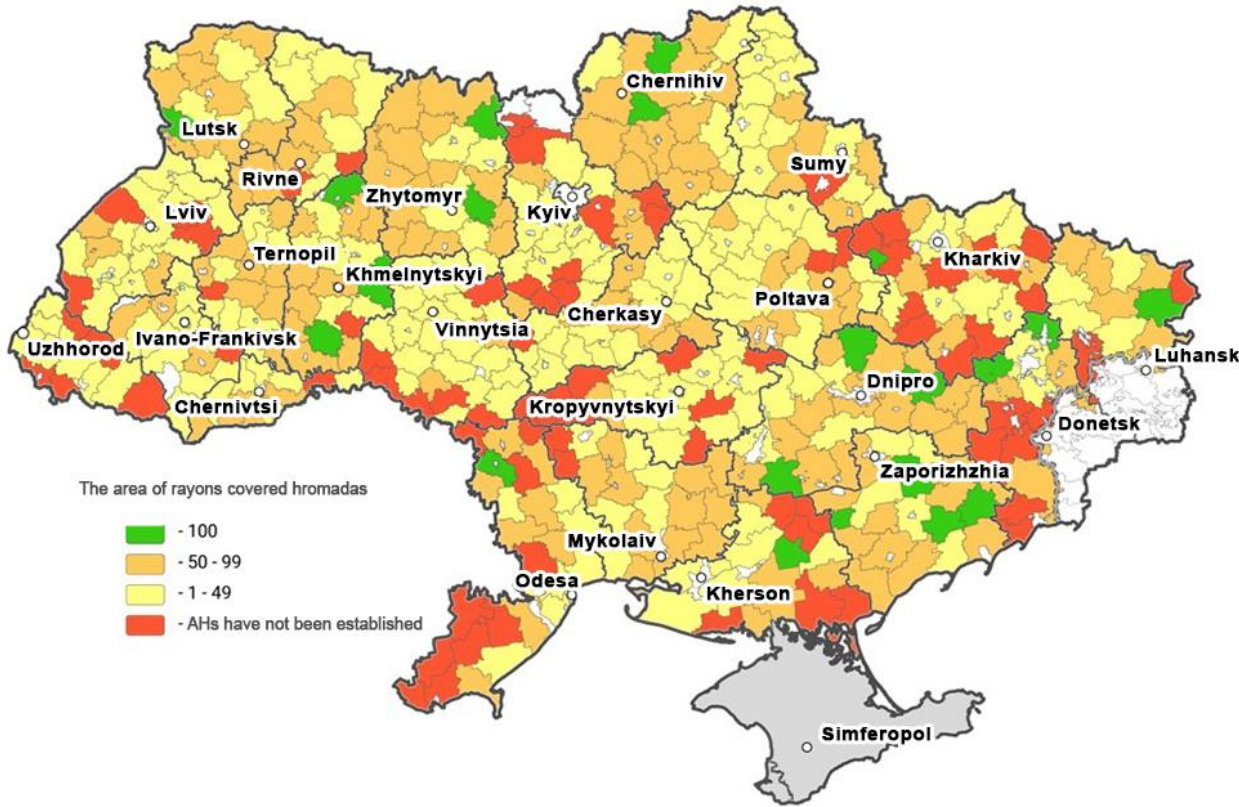 Chernihiv
Lutsk
Sumy
Rivne
Zhytomyr
Kyiv
Lviv
Kharkiv
Ternopil
Khmelnytskyi
Poltava
Cherkasy
Vinnytsia
Ivano-Frankivsk
Uzhhorod
Luhansk
Dnipro
Chernivtsi
Kropyvnytskyi
Donetsk
Zaporizhzhia
The area of rayons covered hromadas
- 100
- 50 - 99
- 1 - 49
- AHs have not been established
Mykolaiv
Odesa
Kherson
Simferopol